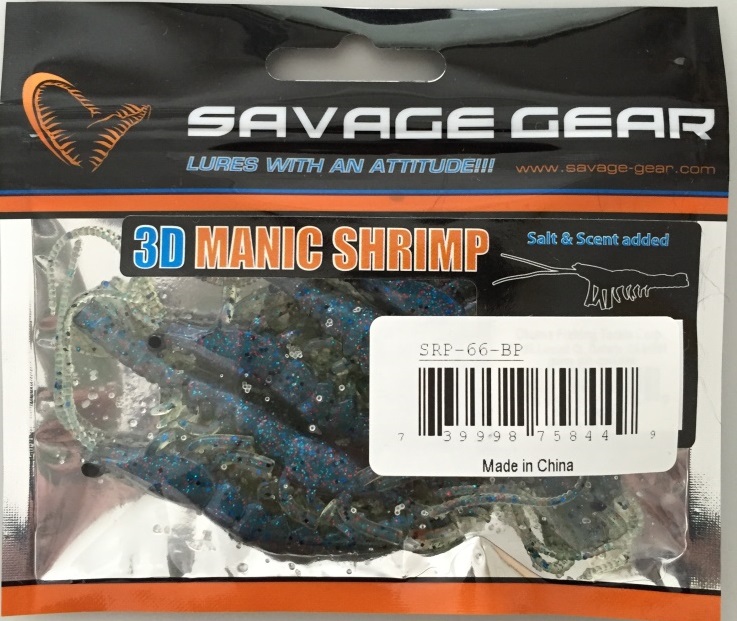 SAVAGE GEAR
LURES WITH AN ATTITUDE!!! www.savage-gear.com
3D MANIC SHRIMP
Salt & Scent added
SRP-66-BP
7 39998 75844 9
Made in China